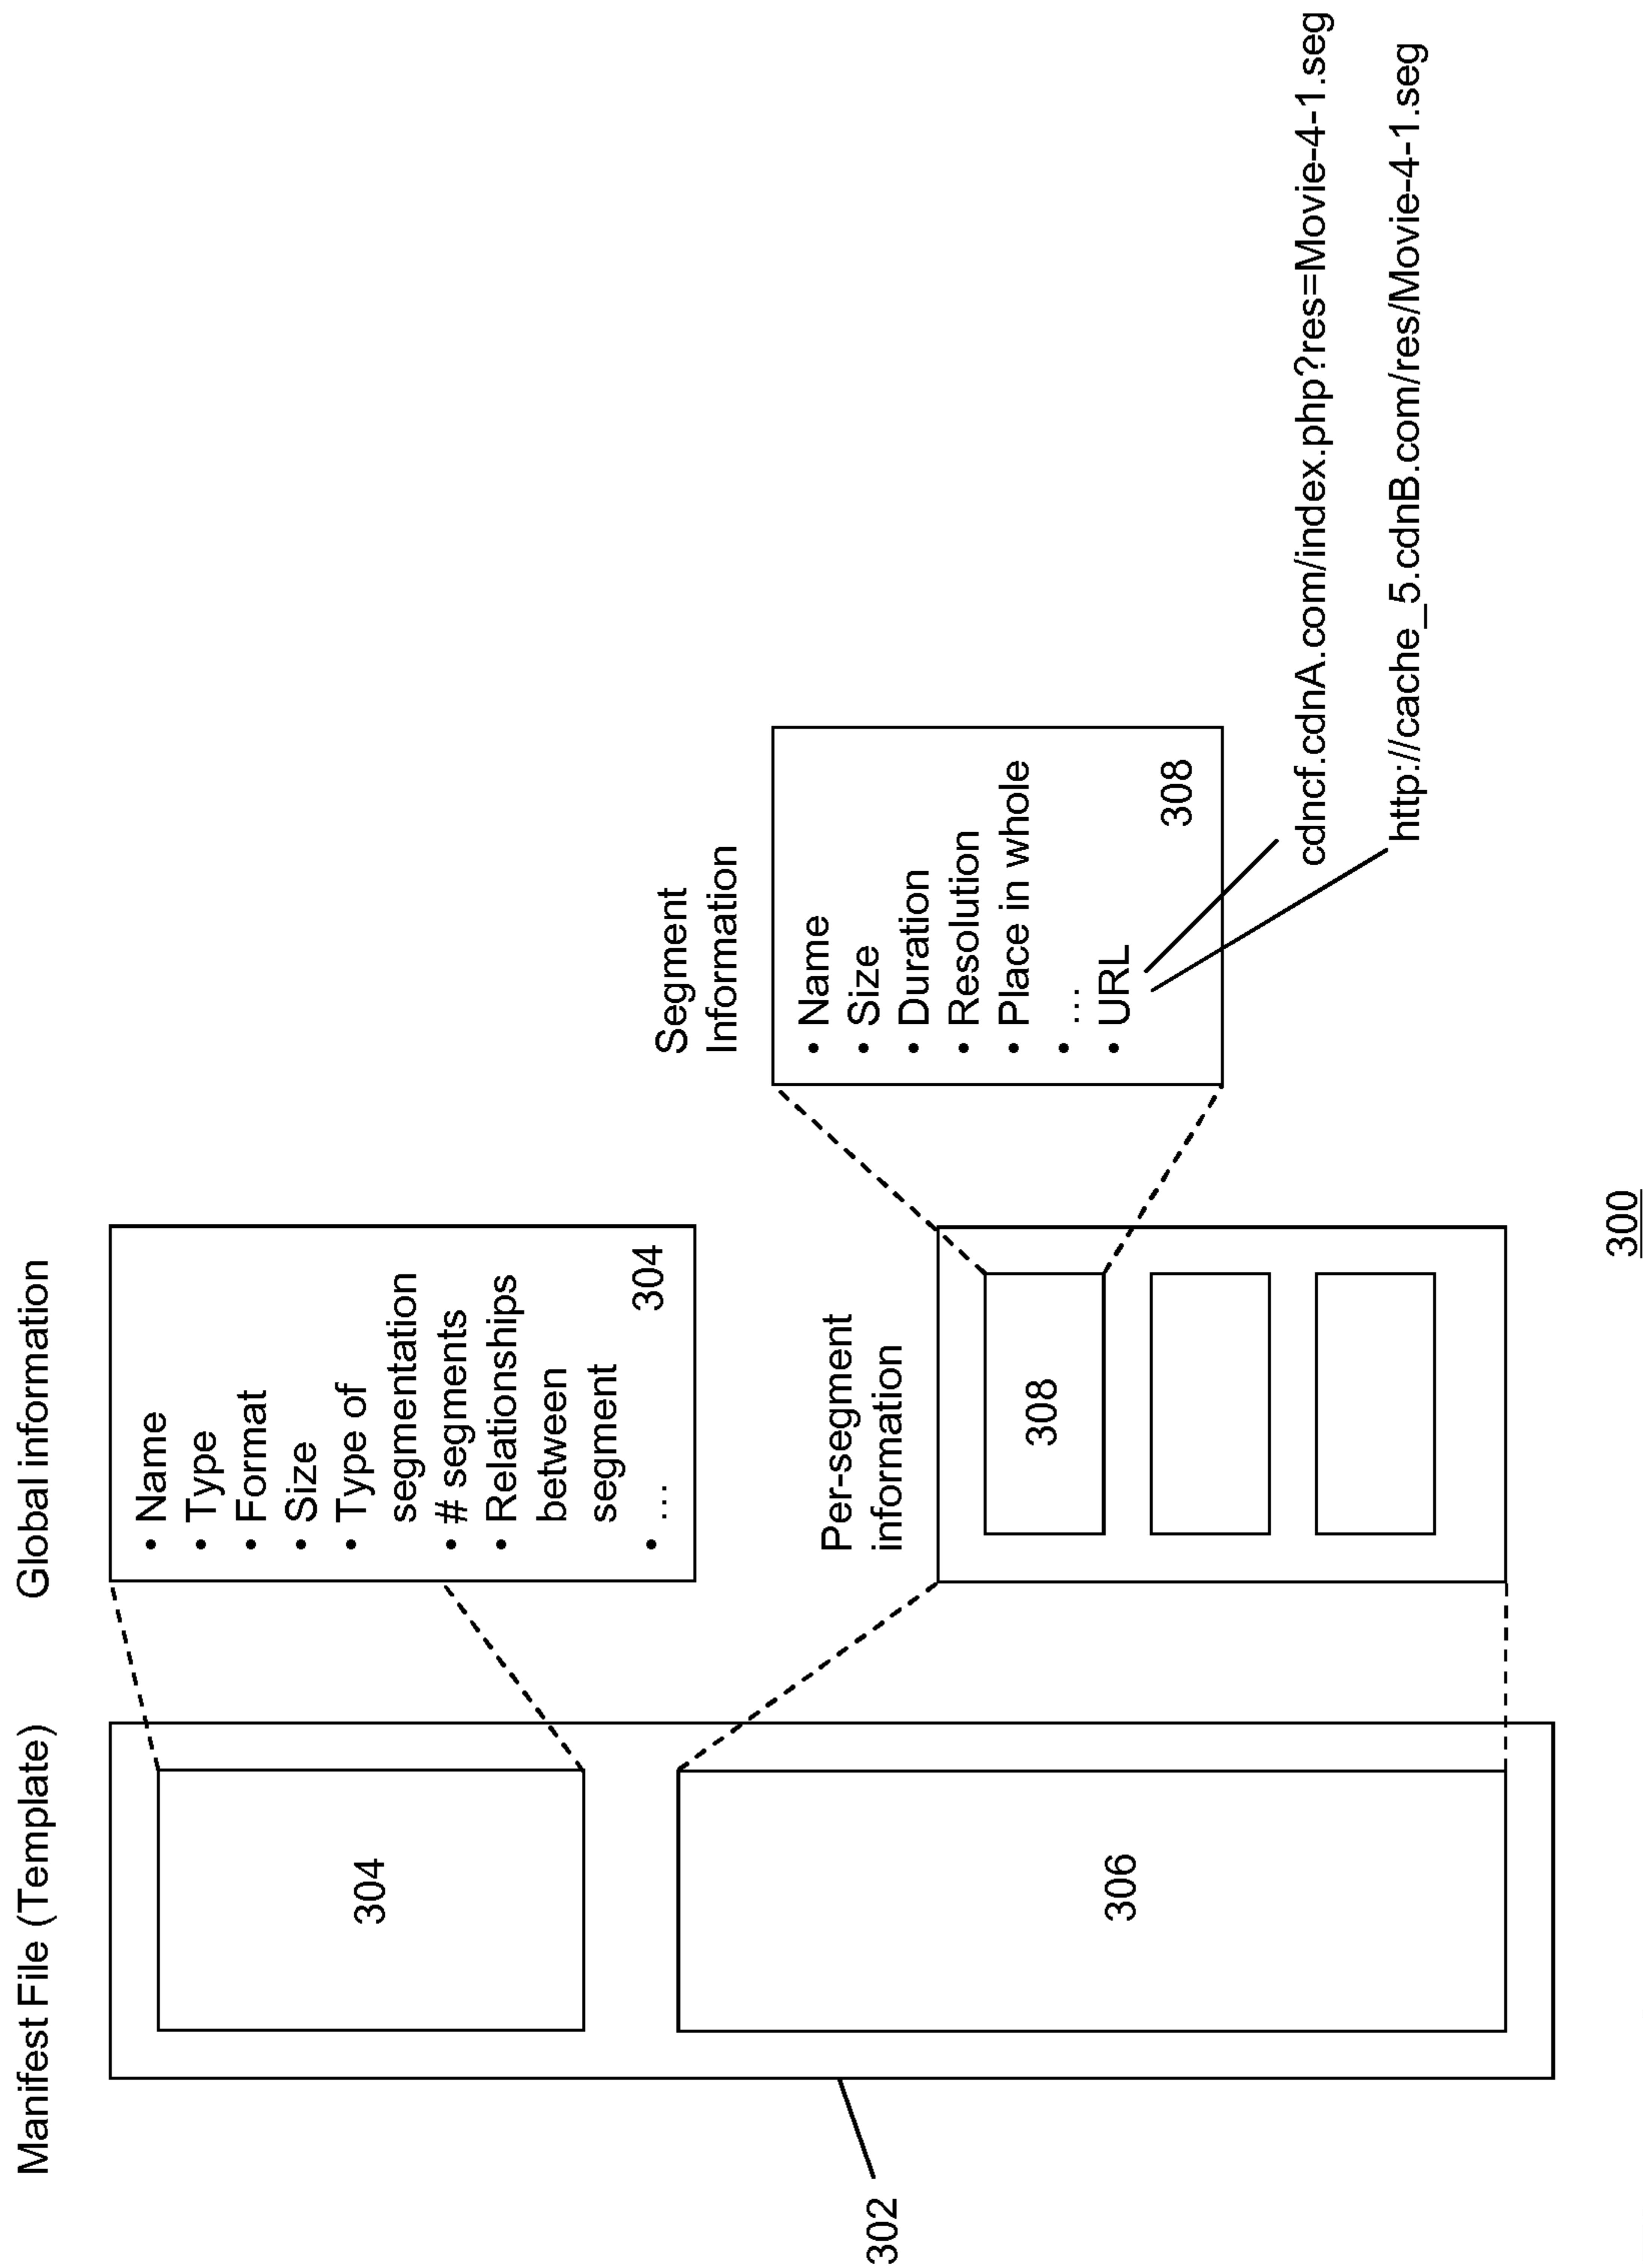 Manifest File (Template)
302
304
306
Global information
• Name
• Type
• Format
• Size
• Type of
segmentation
• # segments
• Relationships
between
segment
• ...
304
Per-segment
information
308
Segment
Information
• Name
• Size
• Duration
• Resolution
• Place in whole
• ...
• URL
308
cdncf.cdnA.com/index.php?res=Movie-4-1.seg
http://cache_5.cdnB.com/res/Movie-4-1.seg
300